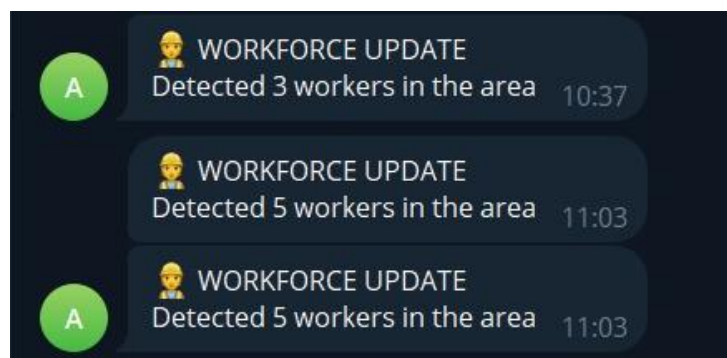 A
👷 WORKFORCE UPDATE
Detected 3 workers in the area 10:37
👷 WORKFORCE UPDATE
Detected 5 workers in the area 11:03
👷 WORKFORCE UPDATE
A
Detected 5 workers in the area 11:03